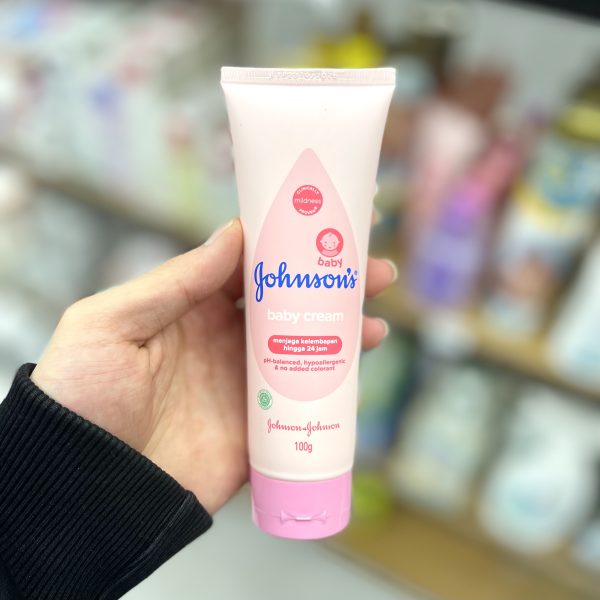 CLINICALLY
mildness
PROVEN
baby
Johnson's®
baby cream
menjaga kelembapan
hingga 24 jam
pH-balanced, hypoallergenic
& no added colorant
Johnson&Johnson
100g